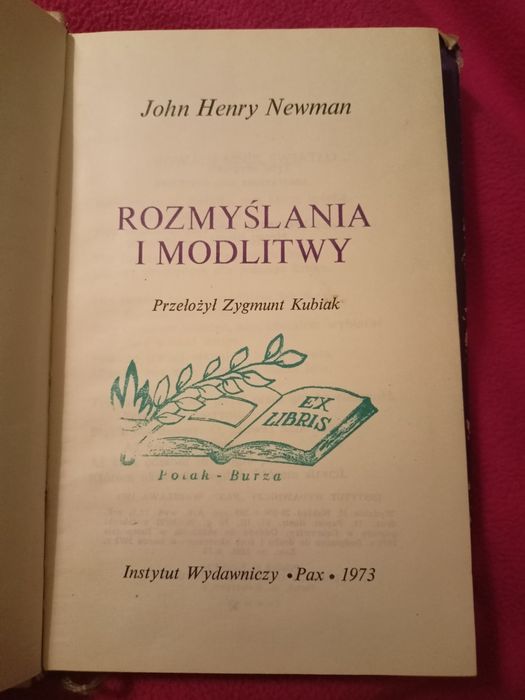 John Henry Newman
ROZMYŚLANIA
I MODLITWY
Przełożył Zygmunt Kubiak
EX
LIBRIS
Polak - Burza
Instytut Wydawniczy • Pax • 1973